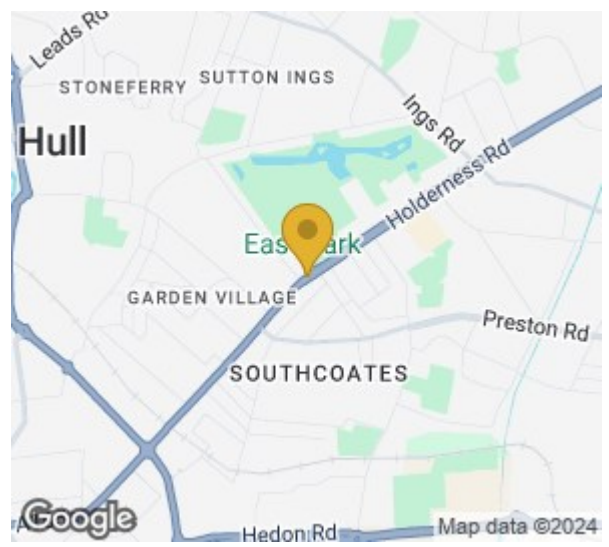 Leads Rd
STONEFERRY
SUTTON INGS
Hull
Ings Rd
Holderness Rd
East Park
GARDEN VILLAGE
Preston Rd
SOUTHCOATES
Google
Hedon Rd
Map data ©2024